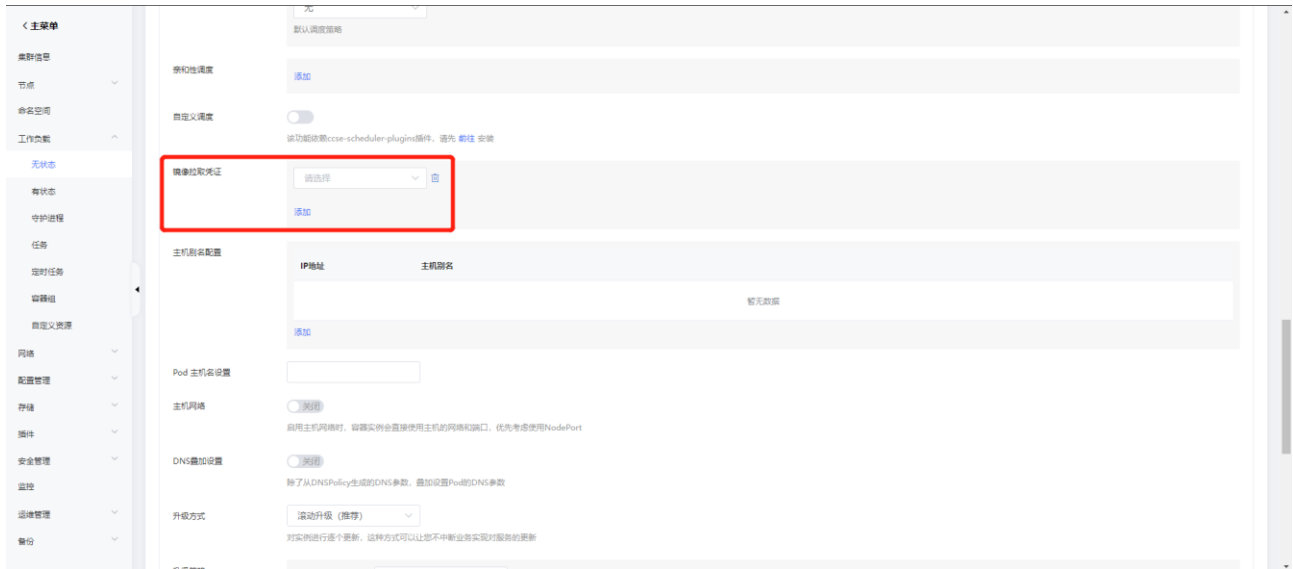 主菜单
集群信息
节点
命名空间
工作负载
无状态
有状态
守护进程
任务
定时任务
容器组
自定义资源
网络
配置管理
存储
插件
安全管理
监控
运维管理
备份
无
默认调度策略
亲和性调度
添加
自定义调度
该功能依赖ccse-scheduler-plugins插件，请先 前往 安装
镜像拉取凭证
请选择
添加
主机别名配置
IP地址 主机别名
暂无数据
添加
Pod 主机名设置
主机网络
关闭
启用主机网络时，容器实例会直接使用主机的网络和端口，优先考虑使用NodePort
DNS叠加设置
关闭
除了从DNSPolicy生成的DNS参数，叠加设置Pod的DNS参数
升级方式
滚动升级（推荐）
对实例进行逐个更新，这种方式可以让您不中断业务实现对服务的更新